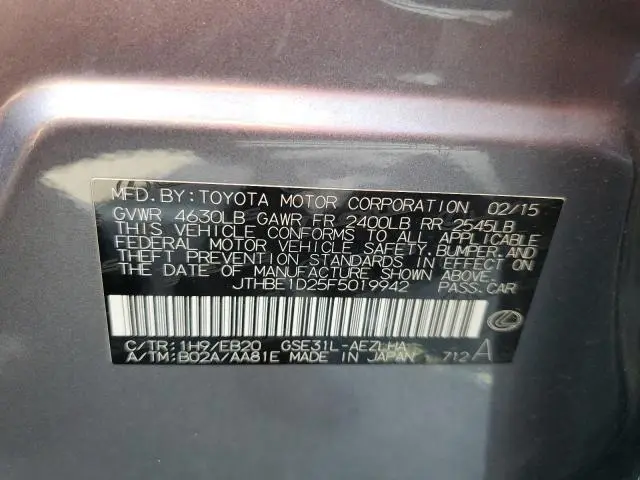 MFD. BY: TOYOTA MOTOR CORPORATION 02/15
GVWR 4630LB GAWR FR 2400LB RR 2545LB
THIS VEHICLE CONFORMS TO ALL APPLICABLE
FEDERAL MOTOR VEHICLE SAFETY, BUMPER, AND
THEFT PREVENTION STANDARDS IN EFFECT ON
THE DATE OF MANUFACTURE SHOWN ABOVE.
JTHBE1D25F5019942 PASS. CAR
C/TR: 1H9/EB20 GSE31L-AEZLHA
A/TM: B02A/AA81E MADE IN JAPAN 712 A